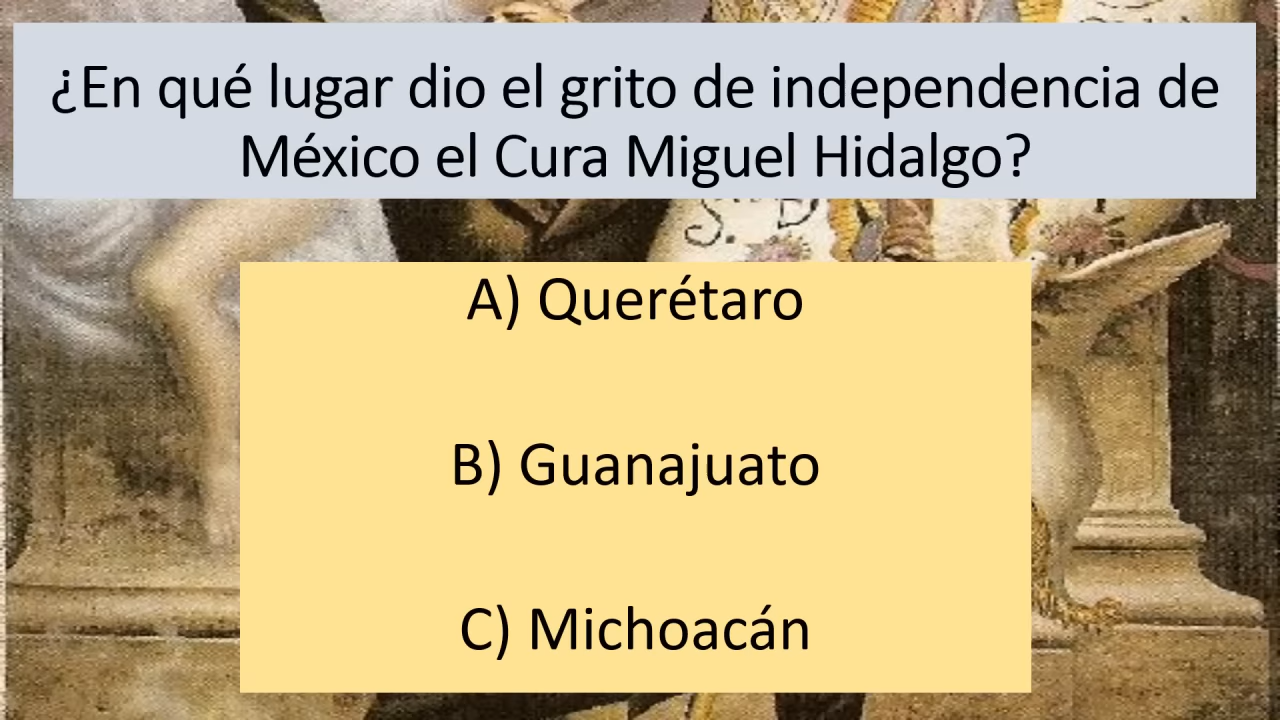 ¿En qué lugar dio el grito de independencia de
México el Cura Miguel Hidalgo?
S.
A) Querétaro
B) Guanajuato
C) Michoacán